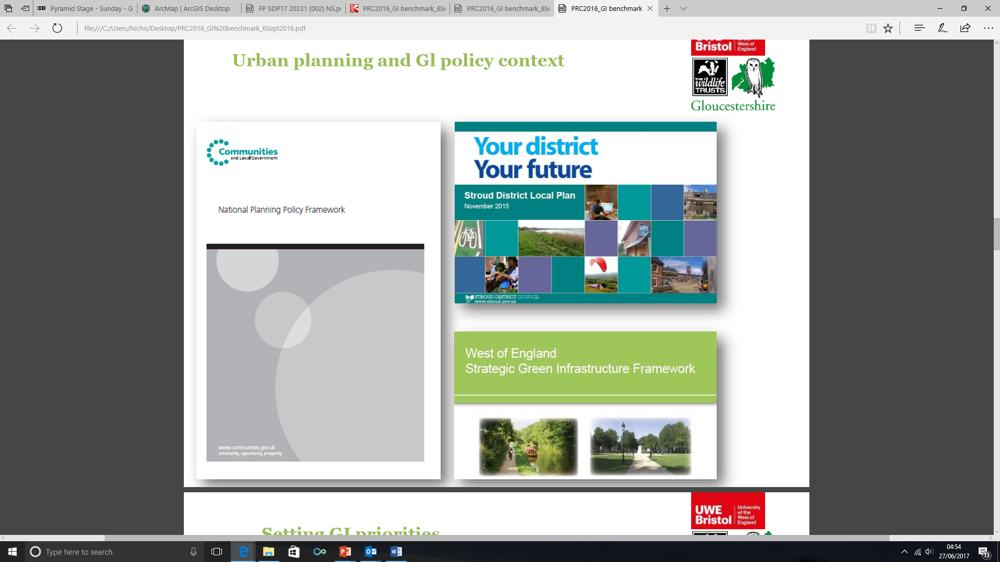 Pyramid Stage - Sunday - G
ArcMap | ArcGIS Desktop
FP SDP17 20231 (002) NS.p
PRC2016_GI benchmark_6Se
PRC2016_GI benchmark_6Se
PRC2016_GI benchmark
file:///C:/Users/Nicho/Desktop/PRC2016_GI%20benchmark_6Sept2016.pdf
Urban planning and GI policy context
UWE Bristol
of the
West of
England
THE
wildlife
TRUSTS
Gloucestershire
Communities
and Local Government
National Planning Policy Framework
www.communities.gov.uk
community, opportunity, prosperity
Your district
Your future
Stroud District Local Plan
November 2015
STROUD DISTRICT COUNCIL
www.stroud.gov.uk
West of England
Strategic Green Infrastructure Framework
Setting GI priorities
UWE
Bristol
University
of the
West of
England
Type here to search
04:54
27/06/2017
13